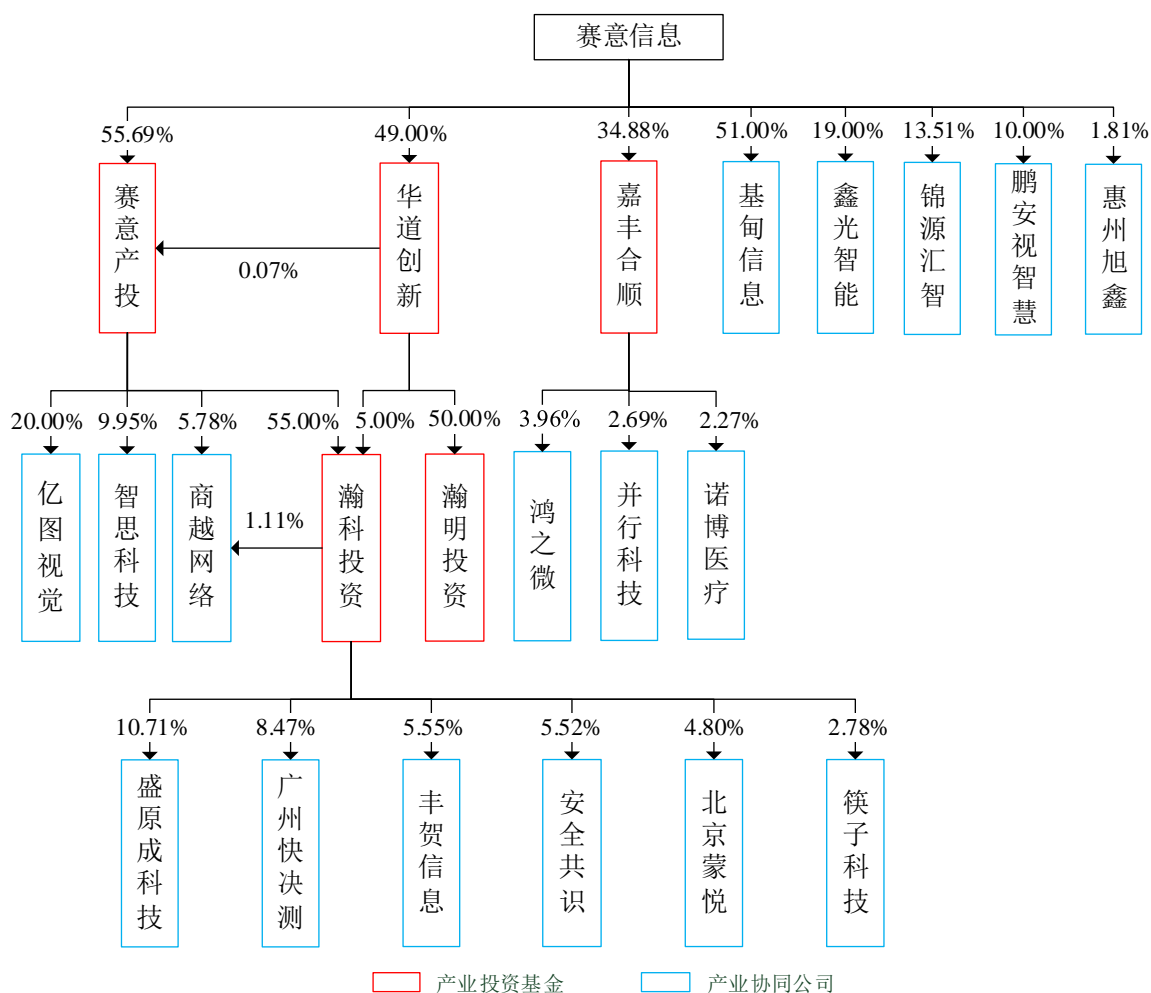 赛意信息
55.69%
49.00%
34.88%
51.00%
19.00%
13.51%
10.00%
1.81%
赛意产投
华道创新
嘉丰合顺
基甸信息
鑫光智能
锦源汇智
鹏安视智慧
惠州旭鑫
0.07%
20.00%
9.95%
5.78%
55.00%
5.00%
50.00%
3.96%
2.69%
2.27%
亿图视觉
智思科技
商越网络
瀚科投资
瀚明投资
鸿之微
并行科技
诺博医疗
1.11%
10.71%
8.47%
5.55%
5.52%
4.80%
2.78%
盛原成科技
广州快决测
丰贺信息
安全共识
北京蒙悦
筷子科技
产业投资基金
产业协同公司